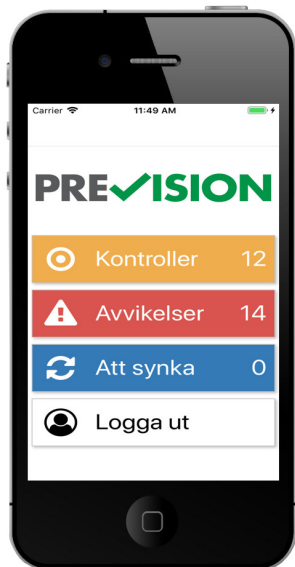 Carrier 11:49 AM
PREVISION
Kontroller 12
Avvikelser 14
Att synka 0
Logga ut